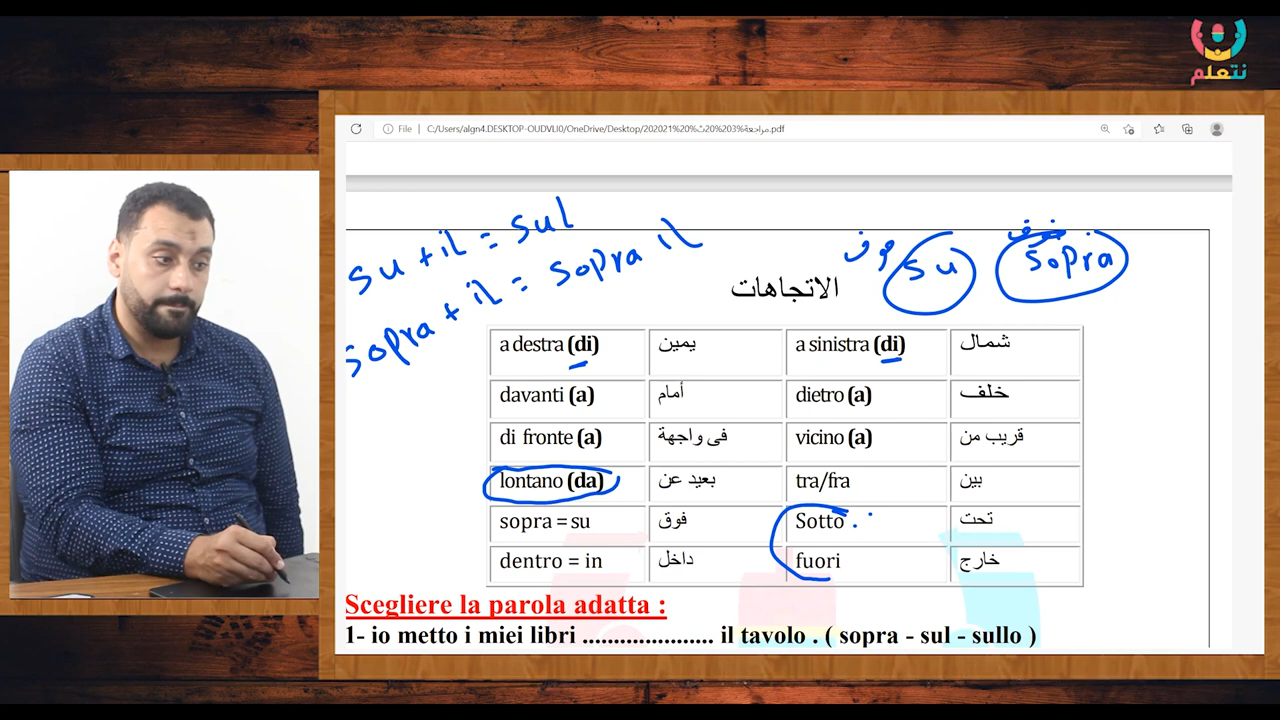 نتعلم
File C:/Users/algn4.DESKTOP-OUDVLI0/OneDrive/Desktop/202021%20%ث20%203%مراجعة.pdf
su + il = sul
sopra + il = sopra il
فوق su sopra
الاتجاهات
a destra (di) يمين a sinistra (di) شمال
davanti (a) أمام dietro (a) خلف
di fronte (a) فى واجهة vicino (a) قريب من
lontano (da) بعيد عن tra/fra بين
sopra = su فوق Sotto تحت
dentro = in داخل fuori خارج
Scegliere la parola adatta :
1- io metto i miei libri ..................... il tavolo . ( sopra - sul - sullo )